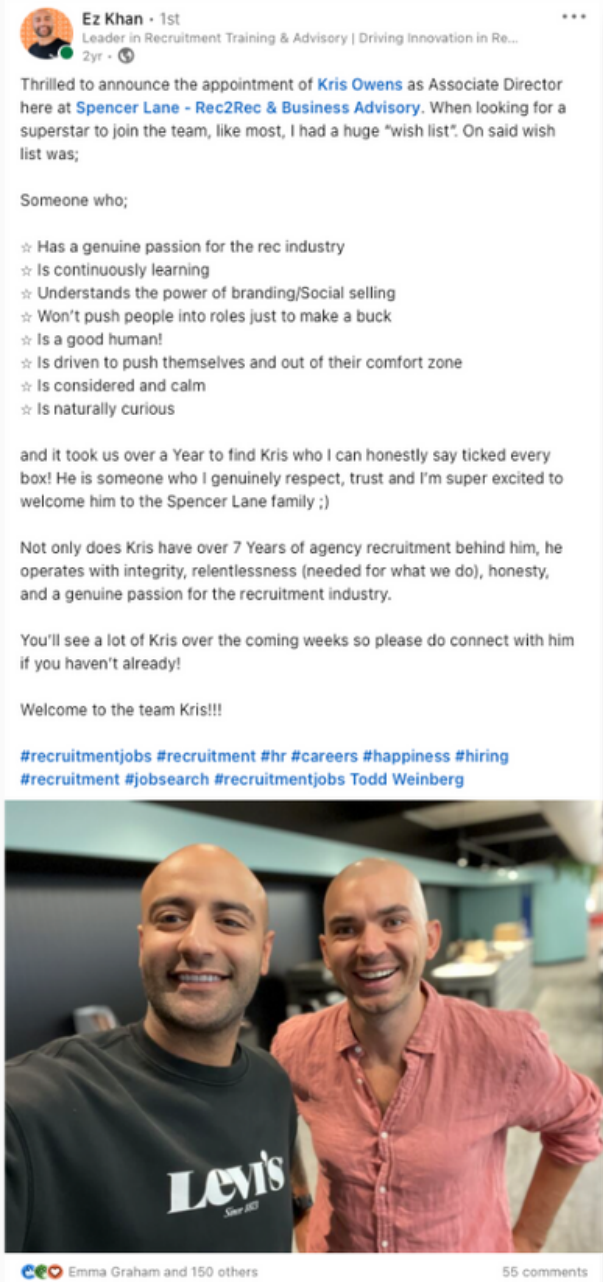 Ez Khan • 1st
Leader in Recruitment Training & Advisory | Driving Innovation in Re...
2yr •
Thrilled to announce the appointment of Kris Owens as Associate Director
here at Spencer Lane - Rec2Rec & Business Advisory. When looking for a
superstar to join the team, like most, I had a huge “wish list”. On said wish
list was;
Someone who;
☆ Has a genuine passion for the rec industry
☆ Is continuously learning
☆ Understands the power of branding/Social selling
☆ Won’t push people into roles just to make a buck
☆ Is a good human!
☆ Is driven to push themselves and out of their comfort zone
☆ Is considered and calm
☆ Is naturally curious
and it took us over a Year to find Kris who I can honestly say ticked every
box! He is someone who I genuinely respect, trust and I’m super excited to
welcome him to the Spencer Lane family ;)
Not only does Kris have over 7 Years of agency recruitment behind him, he
operates with integrity, relentlessness (needed for what we do), honesty,
and a genuine passion for the recruitment industry.
You’ll see a lot of Kris over the coming weeks so please do connect with him
if you haven’t already!
Welcome to the team Kris!!!
#recruitmentjobs #recruitment #hr #careers #happiness #hiring
#recruitment #jobsearch #recruitmentjobs Todd Weinberg
Levi's
Since 1873
Emma Graham and 150 others
55 comments